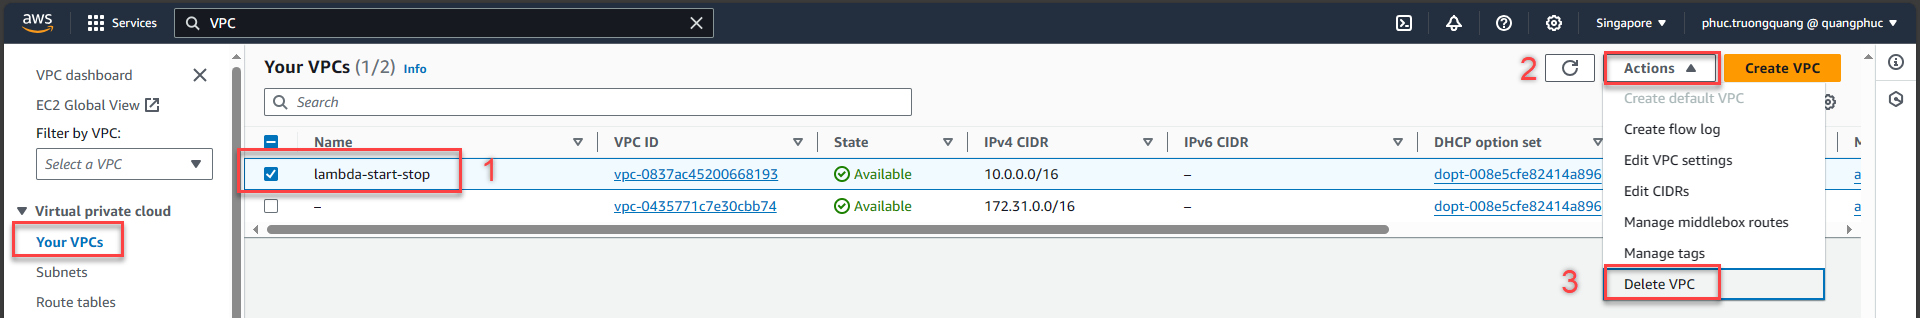 aws Services VPC Singapore phuc.truongquang @ quangphuc
VPC dashboard
EC2 Global View
Filter by VPC:
Select a VPC
Virtual private cloud
Your VPCs
Subnets
Route tables
Your VPCs (1/2) Info
2
Actions
Create VPC
Search
Name VPC ID State IPv4 CIDR IPv6 CIDR DHCP option set M
lambda-start-stop 1 vpc-0837ac45200668193 Available 10.0.0.0/16 – dopt-008e5cfe82414a896 a
– vpc-0435771c7e30cbb74 Available 172.31.0.0/16 – dopt-008e5cfe82414a896 a
Create default VPC
Create flow log
Edit VPC settings
Edit CIDRs
Manage middlebox routes
Manage tags
3 Delete VPC